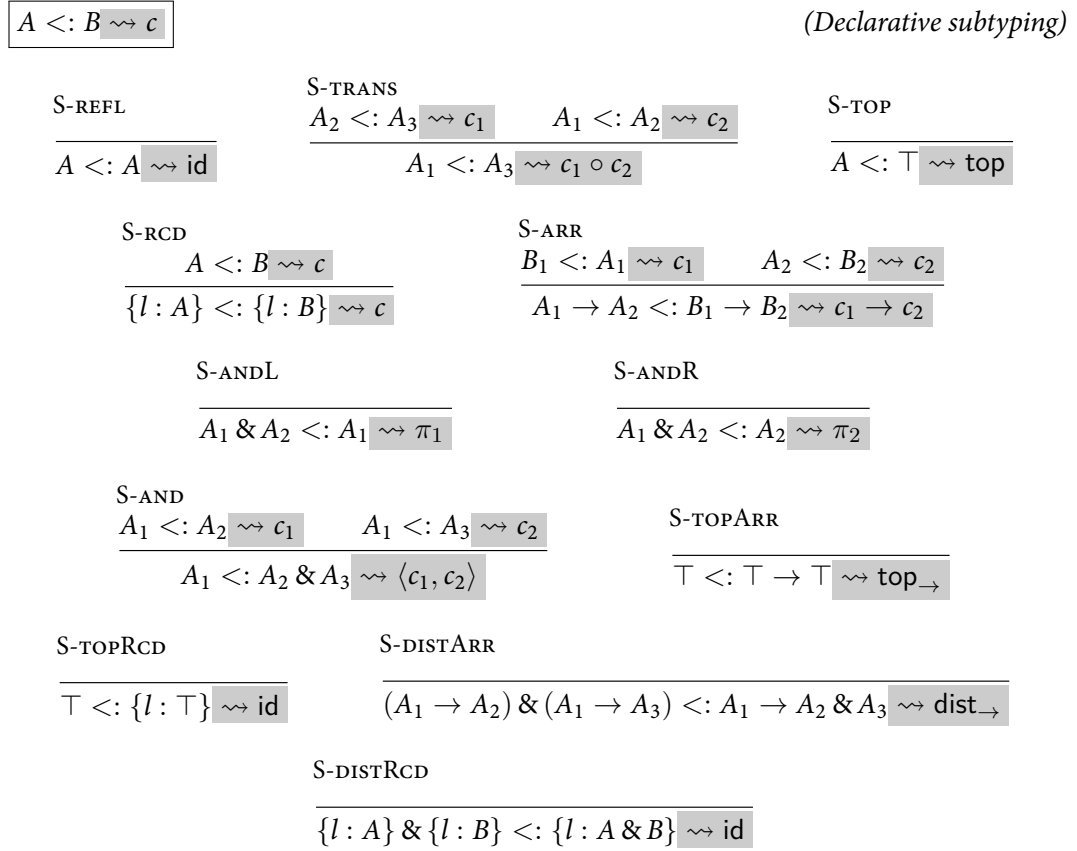 A <: B ⇝ c (Declarative subtyping)
S-REFL
A <: A ⇝ id
S-TRANS
A₂ <: A₃ ⇝ c₁ A₁ <: A₂ ⇝ c₂
A₁ <: A₃ ⇝ c₁ ∘ c₂
S-TOP
A <: ⊤ ⇝ top
S-RCD
A <: B ⇝ c
{l : A} <: {l : B} ⇝ c
S-ARR
B₁ <: A₁ ⇝ c₁ A₂ <: B₂ ⇝ c₂
A₁ → A₂ <: B₁ → B₂ ⇝ c₁ → c₂
S-ANDL
A₁ & A₂ <: A₁ ⇝ π₁
S-ANDR
A₁ & A₂ <: A₂ ⇝ π₂
S-AND
A₁ <: A₂ ⇝ c₁ A₁ <: A₃ ⇝ c₂
A₁ <: A₂ & A₃ ⇝ ⟨c₁, c₂⟩
S-TOPARR
⊤ <: ⊤ → ⊤ ⇝ top→
S-TOPRCD
⊤ <: {l : ⊤} ⇝ id
S-DISTARR
(A₁ → A₂) & (A₁ → A₃) <: A₁ → A₂ & A₃ ⇝ dist→
S-DISTRCD
{l : A} & {l : B} <: {l : A & B} ⇝ id